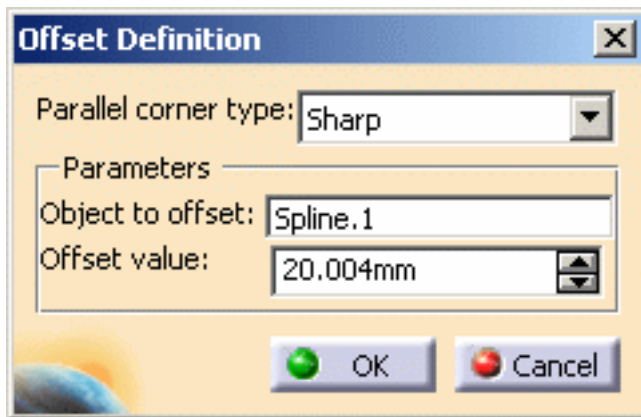 Offset Definition
Parallel corner type: Sharp
Parameters
Object to offset: Spline.1
Offset value: 20.004mm
OK Cancel